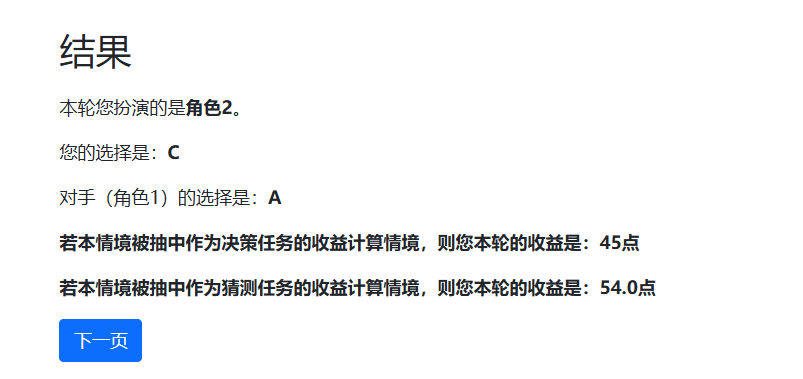 结果
本轮您扮演的是角色2。
您的选择是：C
对手（角色1）的选择是：A
若本情境被抽中作为决策任务的收益计算情境，则您本轮的收益是：45点
若本情境被抽中作为猜测任务的收益计算情境，则您本轮的收益是：54.0点
下一页